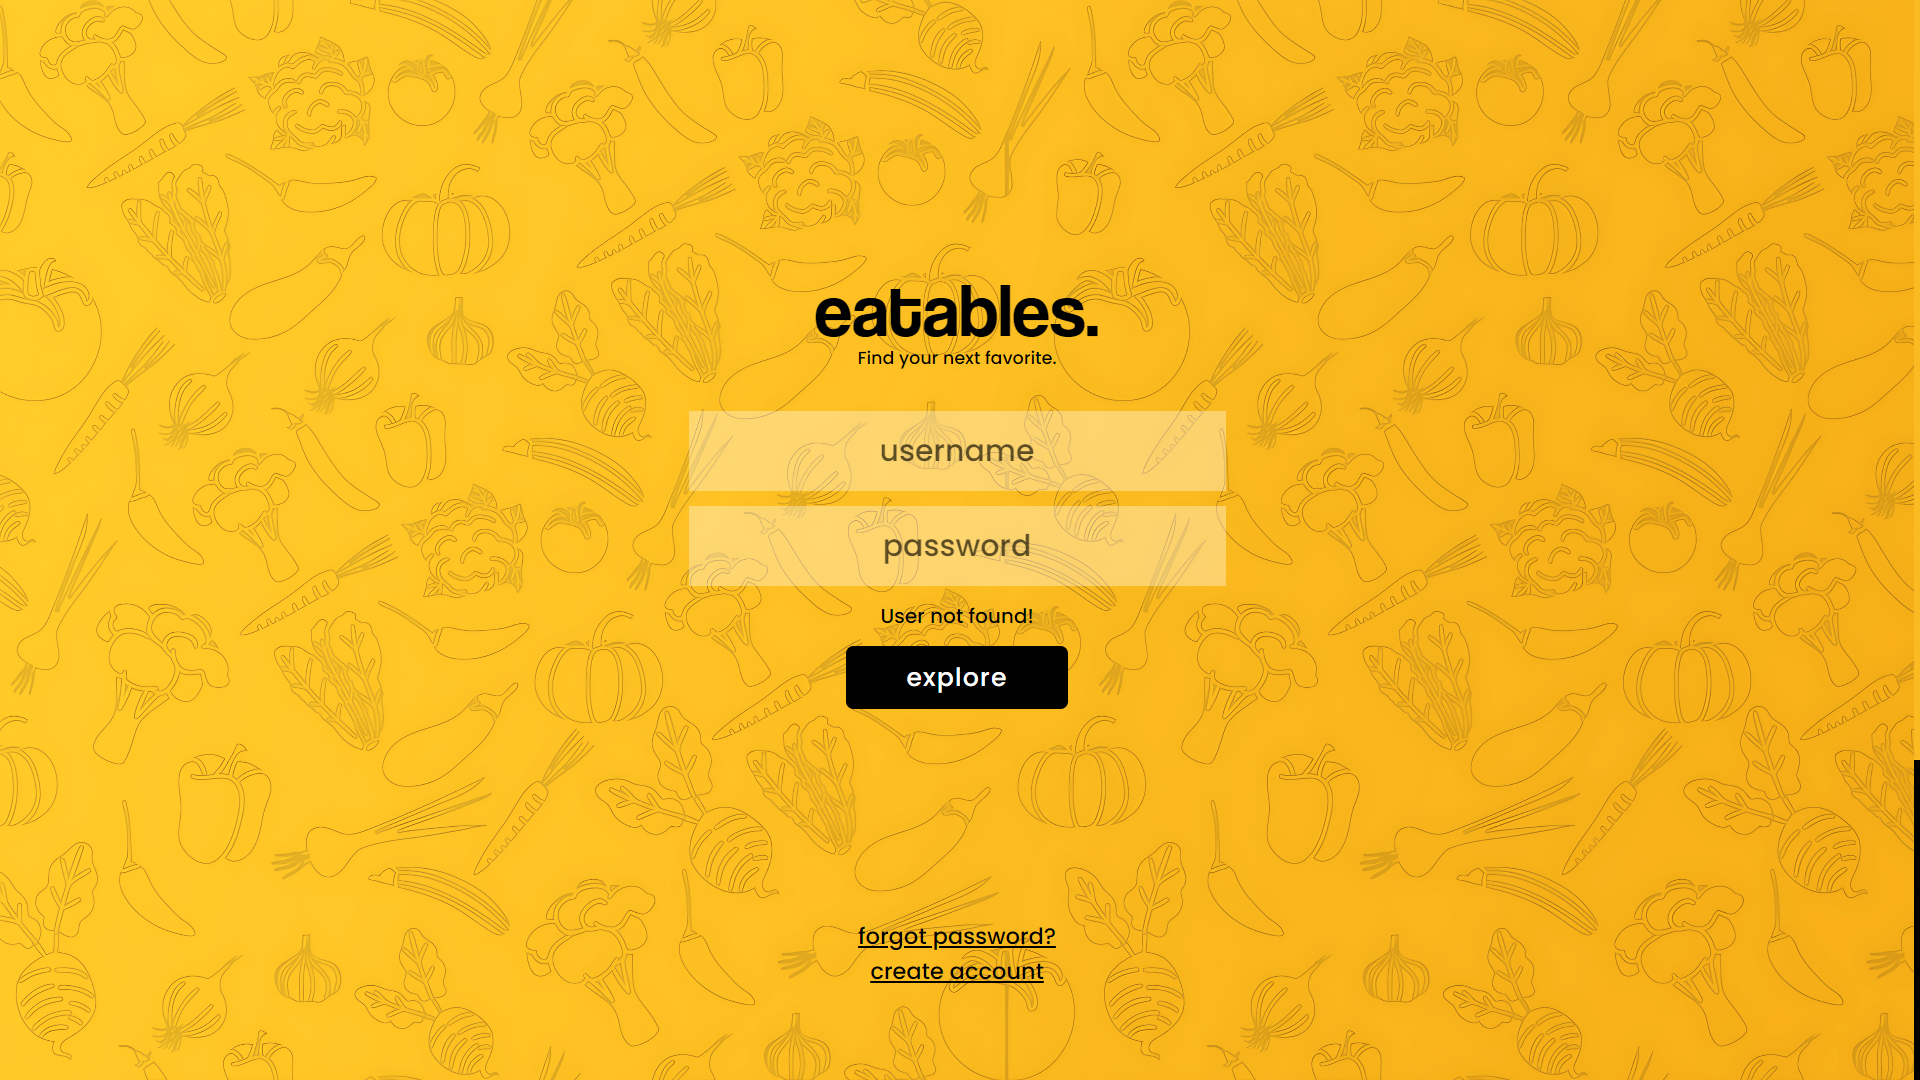 eatables.
Find your next favorite.
username
password
User not found!
explore
forgot password?
create account